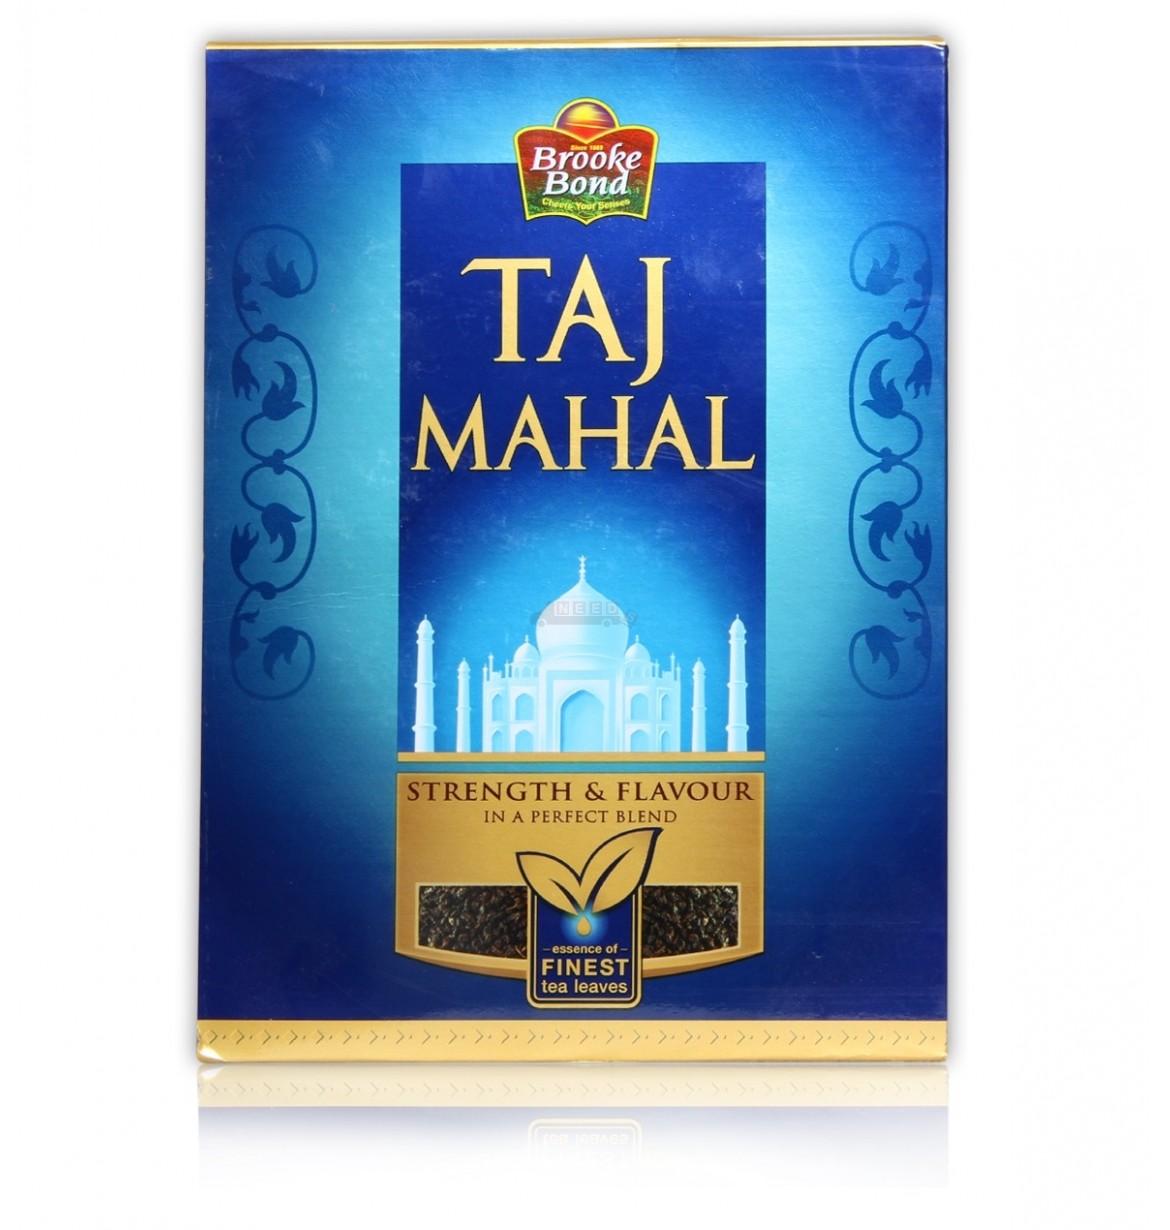 Since 1869
Brooke
Bond
Cheers Your Senses
TAJ
MAHAL
NEEDS
STRENGTH & FLAVOUR
IN A PERFECT BLEND
essence of
FINEST
tea leaves